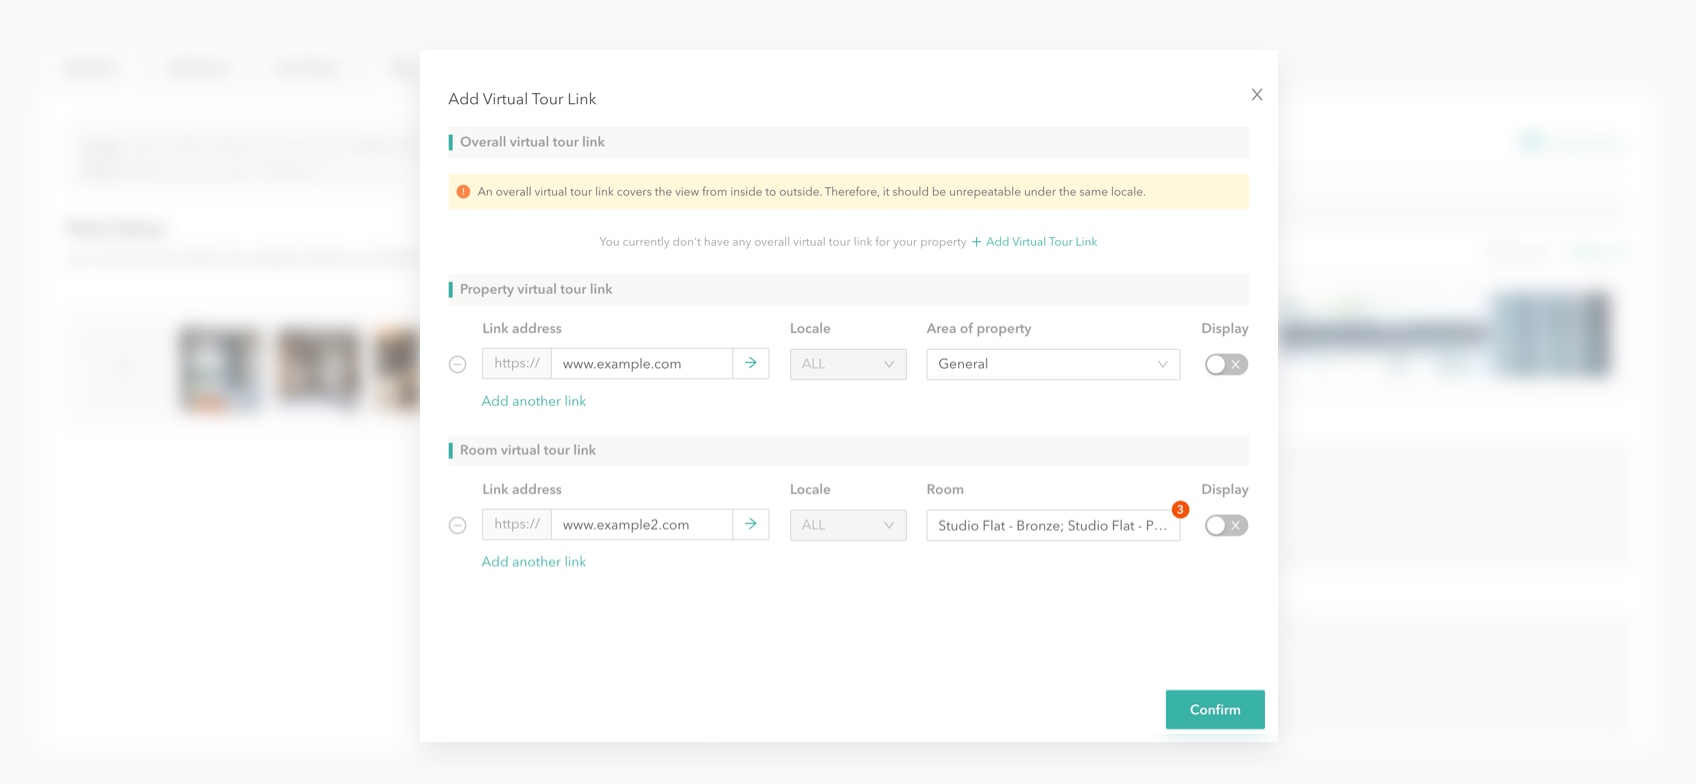 Add Virtual Tour Link
Overall virtual tour link
An overall virtual tour link covers the view from inside to outside. Therefore, it should be unrepeatable under the same locale.
You currently don't have any overall virtual tour link for your property + Add Virtual Tour Link
Property virtual tour link
Link address Locale Area of property Display
https:// www.example.com ALL General
Add another link
Room virtual tour link
Link address Locale Room Display
3
https:// www.example2.com ALL Studio Flat - Bronze; Studio Flat - P...
Add another link
Confirm